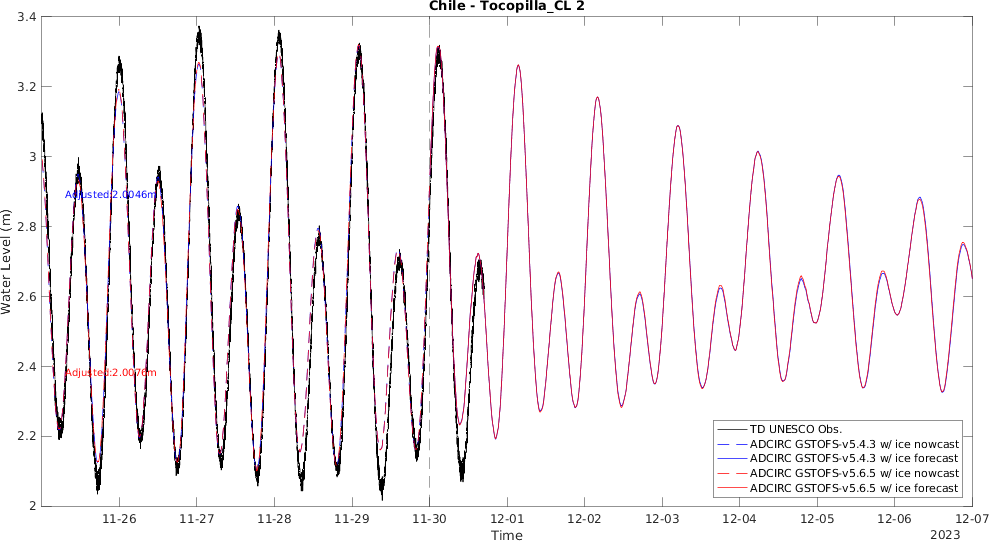 Chile - Tocopilla_CL 2
3.4
3.2
3
2.8
2.6
2.4
2.2
2
Water Level (m)
Adjusted:2.0046m
Adjusted:2.0076m
TD UNESCO Obs.
ADCIRC GSTOFS-v5.4.3 w/ ice nowcast
ADCIRC GSTOFS-v5.4.3 w/ ice forecast
ADCIRC GSTOFS-v5.6.5 w/ ice nowcast
ADCIRC GSTOFS-v5.6.5 w/ ice forecast
11-26 11-27 11-28 11-29 11-30 12-01 12-02 12-03 12-04 12-05 12-06 12-07
Time
2023